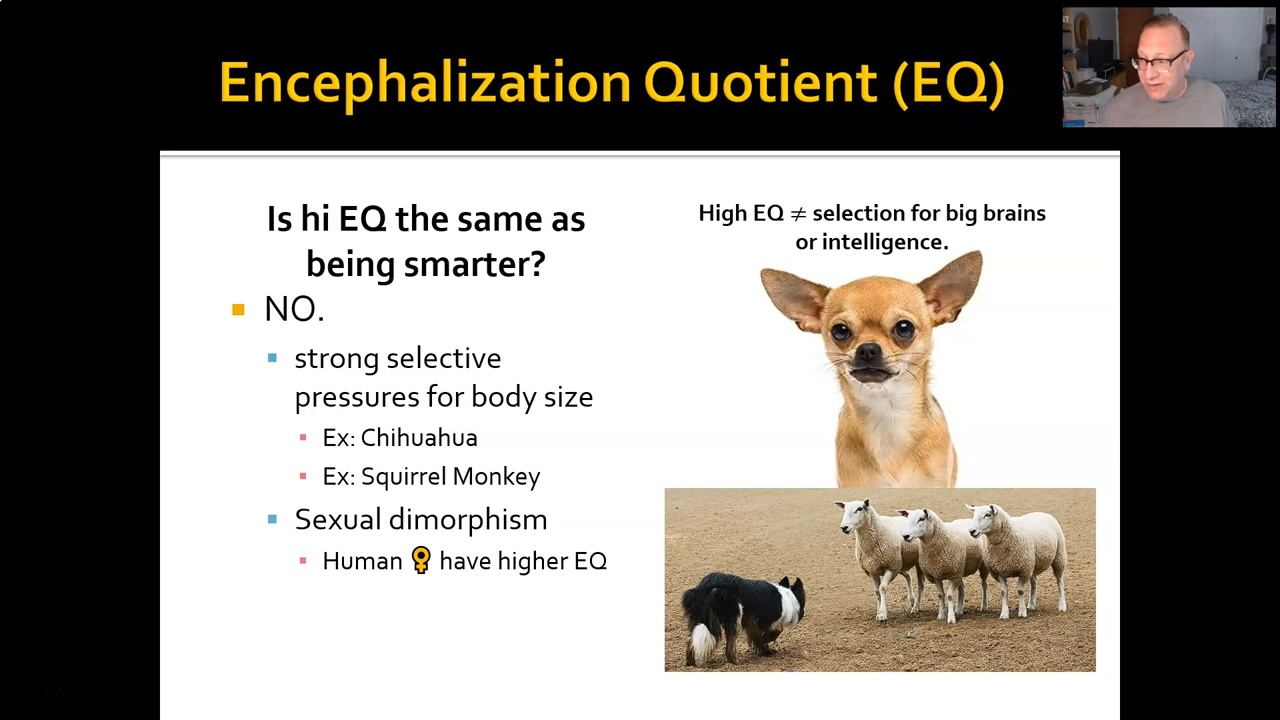 Encephalization Quotient (EQ)
Is hi EQ the same as
being smarter?
NO.
strong selective
pressures for body size
Ex: Chihuahua
Ex: Squirrel Monkey
Sexual dimorphism
Human ♀ have higher EQ
High EQ ≠ selection for big brains
or intelligence.